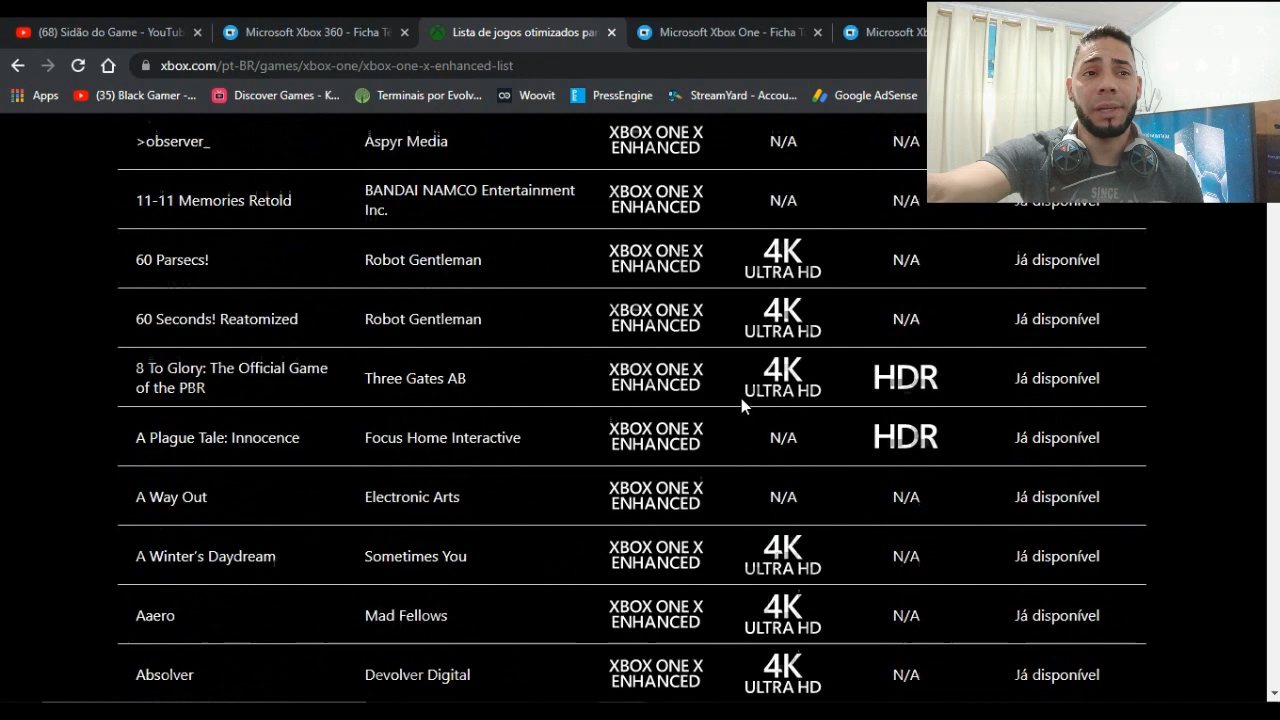 (68) Sidão do Game - YouTub
Microsoft Xbox 360 - Ficha Té
Lista de jogos otimizados par
Microsoft Xbox One - Ficha T
Microsoft X
xbox.com/pt-BR/games/xbox-one/xbox-one-x-enhanced-list
Apps
(35) Black Gamer -...
Discover Games - K...
Terminais por Evolv...
Woovit
PressEngine
StreamYard - Accou...
Google AdSense
>observer_ Aspyr Media XBOX ONE X ENHANCED N/A N/A
11-11 Memories Retold BANDAI NAMCO Entertainment Inc. XBOX ONE X ENHANCED N/A N/A Já disponível
60 Parsecs! Robot Gentleman XBOX ONE X ENHANCED 4K ULTRA HD N/A Já disponível
60 Seconds! Reatomized Robot Gentleman XBOX ONE X ENHANCED 4K ULTRA HD N/A Já disponível
8 To Glory: The Official Game of the PBR Three Gates AB XBOX ONE X ENHANCED 4K ULTRA HD HDR Já disponível
A Plague Tale: Innocence Focus Home Interactive XBOX ONE X ENHANCED N/A HDR Já disponível
A Way Out Electronic Arts XBOX ONE X ENHANCED N/A N/A Já disponível
A Winter's Daydream Sometimes You XBOX ONE X ENHANCED 4K ULTRA HD N/A Já disponível
Aaero Mad Fellows XBOX ONE X ENHANCED 4K ULTRA HD N/A Já disponível
Absolver Devolver Digital XBOX ONE X ENHANCED 4K ULTRA HD N/A Já disponível
SINCE